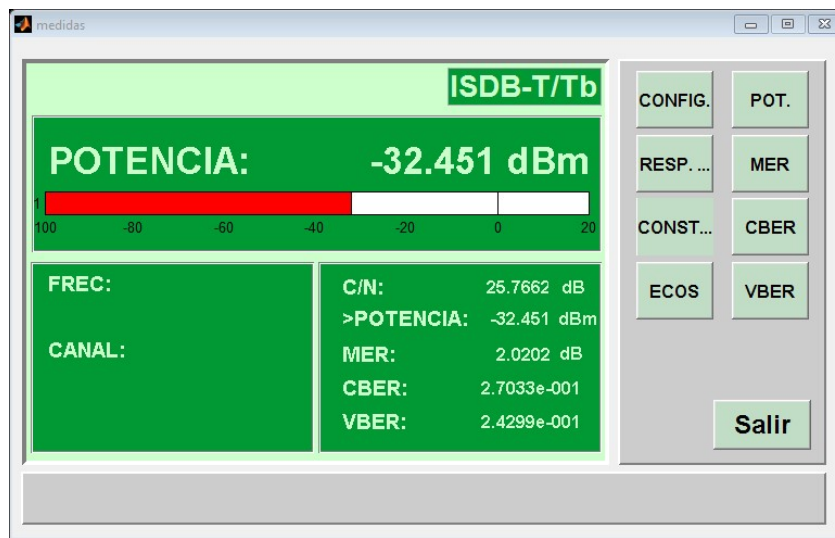 medidas
ISDB-T/Tb
POTENCIA: -32.451 dBm
1
100 -80 -60 -40 -20 0 20
FREC:
CANAL:
C/N: 25.7662 dB
>POTENCIA: -32.451 dBm
MER: 2.0202 dB
CBER: 2.7033e-001
VBER: 2.4299e-001
CONFIG. POT.
RESP. ... MER
CONST... CBER
ECOS VBER
Salir